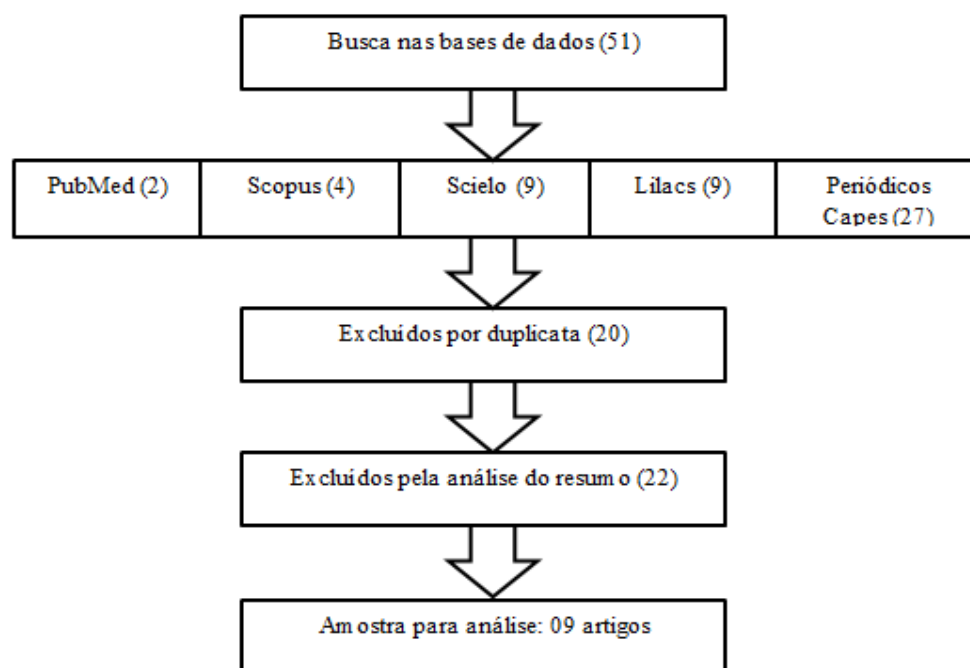 Busca nas bases de dados (51)
PubMed (2)
Scopus (4)
Scielo (9)
Lilacs (9)
Periódicos
Capes (27)
Excluídos por duplicata (20)
Excluídos pela análise do resumo (22)
Amostra para análise: 09 artigos